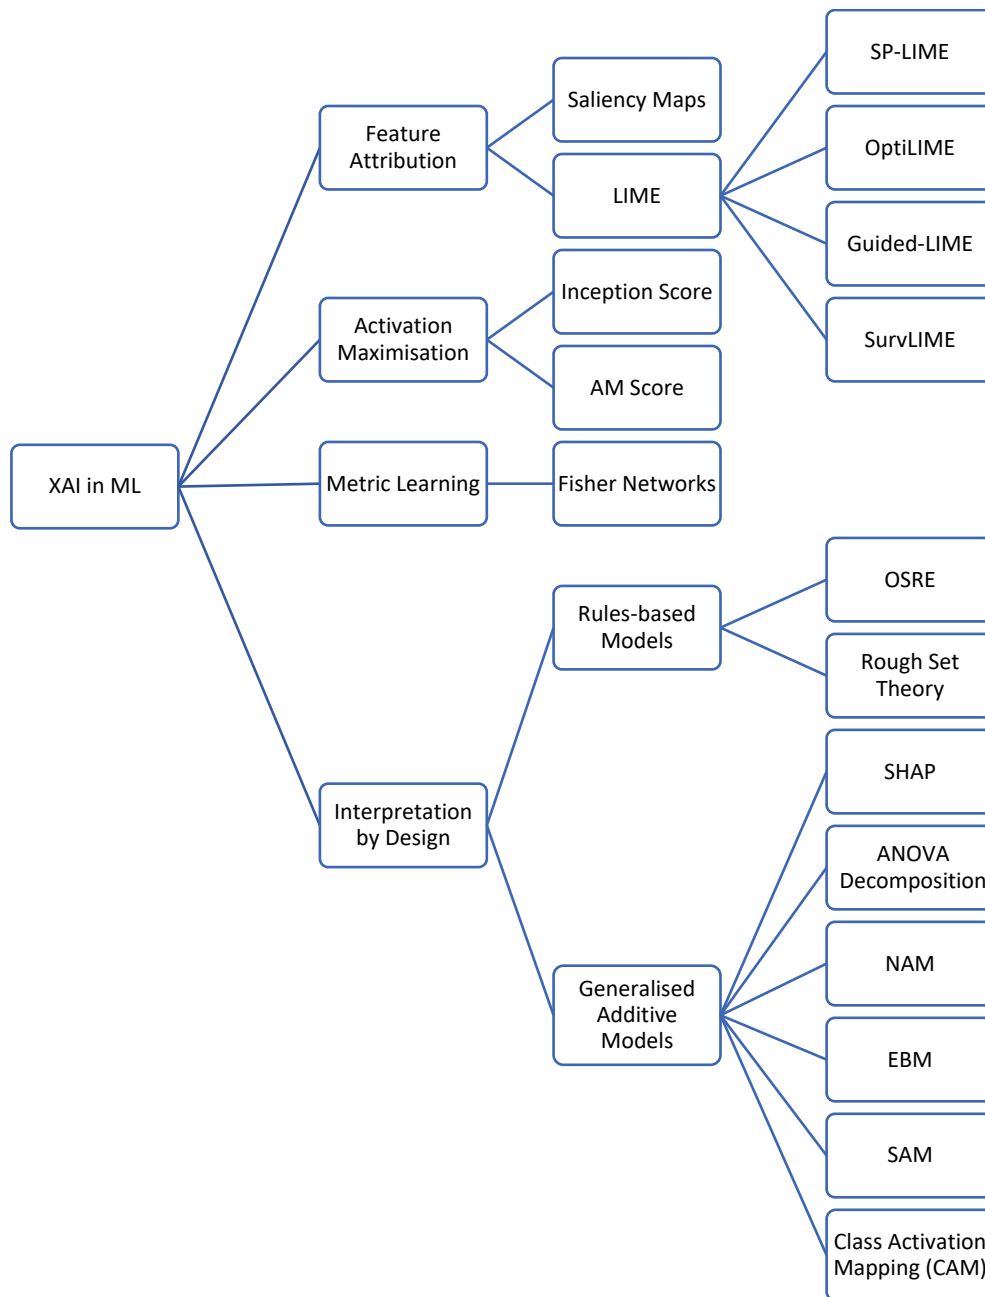 SP-LIME
Saliency Maps
Feature
Attribution
OptiLIME
LIME
Guided-LIME
Inception Score
Activation
Maximisation
SurvLIME
AM Score
XAI in ML
Metric Learning
Fisher Networks
OSRE
Rules-based
Models
Rough Set
Theory
SHAP
Interpretation
by Design
ANOVA
Decomposition
NAM
Generalised
Additive
Models
EBM
SAM
Class Activation
Mapping (CAM)